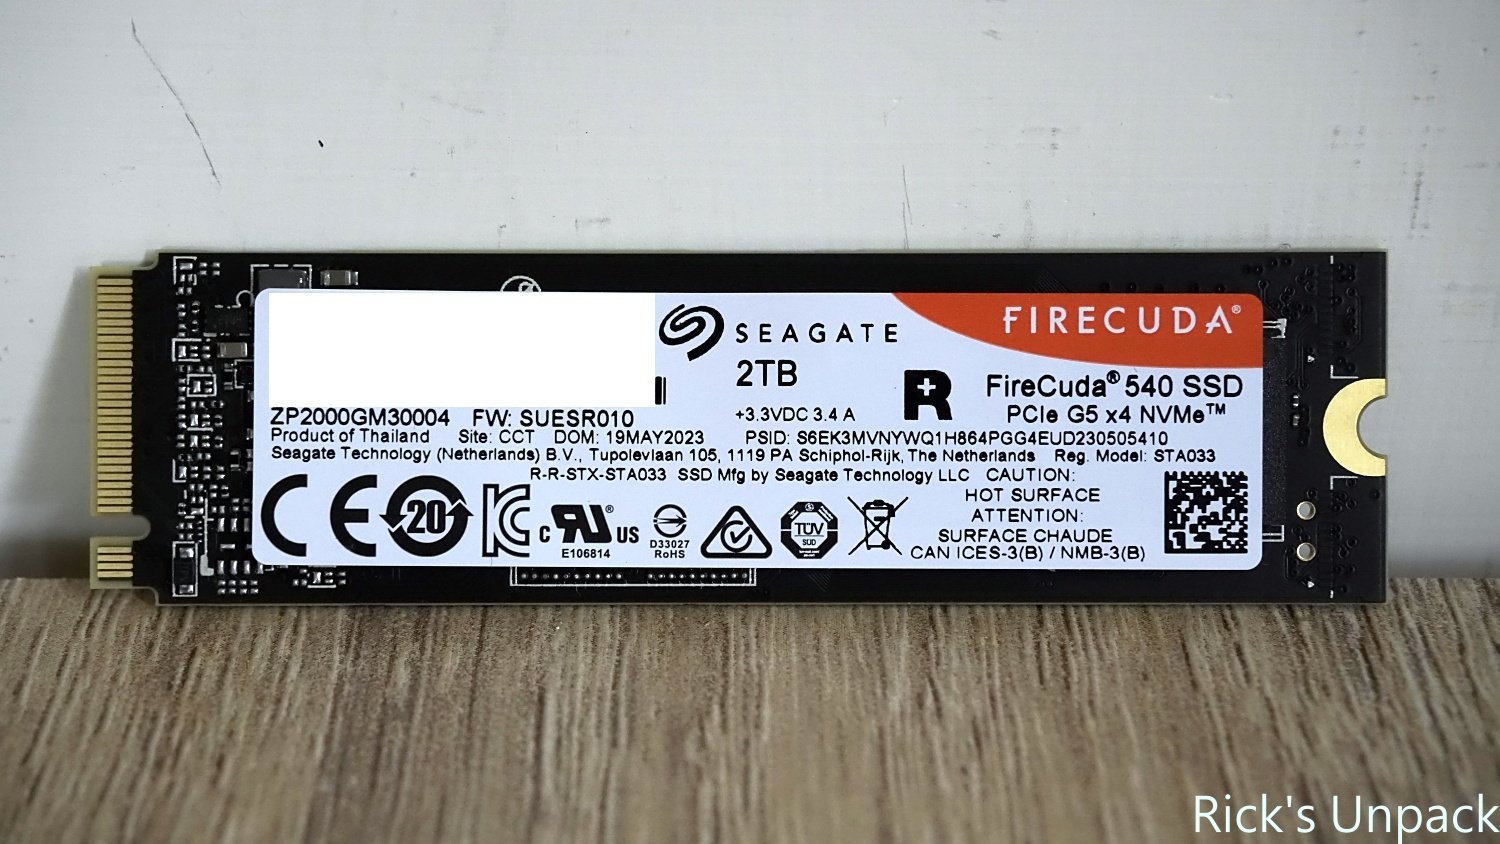 SEAGATE
FIRECUDA®
2TB
FireCuda® 540 SSD
ZP2000GM30004 FW: SUESR010
+3.3VDC 3.4 A
PCIe G5 x4 NVMe™
Product of Thailand Site: CCT DOM: 19MAY2023 PSID: S6EK3MVNYWQ1H864PGG4EUD230505410
Seagate Technology (Netherlands) B.V., Tupolevlaan 105, 1119 PA Schiphol-Rijk, The Netherlands Reg. Model: STA033
R-R-STX-STA033 SSD Mfg by Seagate Technology LLC CAUTION:
HOT SURFACE
ATTENTION:
SURFACE CHAUDE
CAN ICES-3(B) / NMB-3(B)
CE
20
c RU® US
E106814
D33027
RoHS
TÜV
SUD
Rick's Unpack